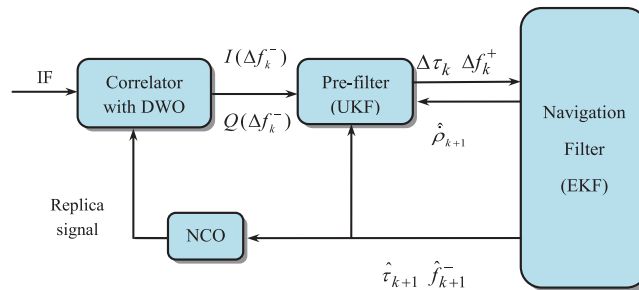 IF
Correlator
with DWO
I(Δf_k^-)
Q(Δf_k^-)
Pre-filter
(UKF)
Δτ_k Δf_k^+
ρ̂_{k+1}
Navigation
Filter
(EKF)
Replica
signal
NCO
τ̂_{k+1} f̂_{k+1}^-